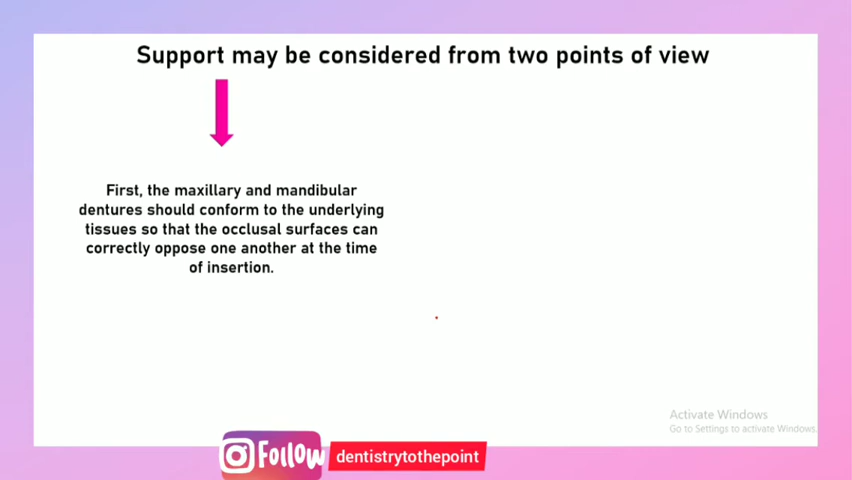 Support may be considered from two points of view
First, the maxillary and mandibular
dentures should conform to the underlying
tissues so that the occlusal surfaces can
correctly oppose one another at the time
of insertion.
Activate Windows
Go to Settings to activate Windows.
Follow
dentistrytothepoint